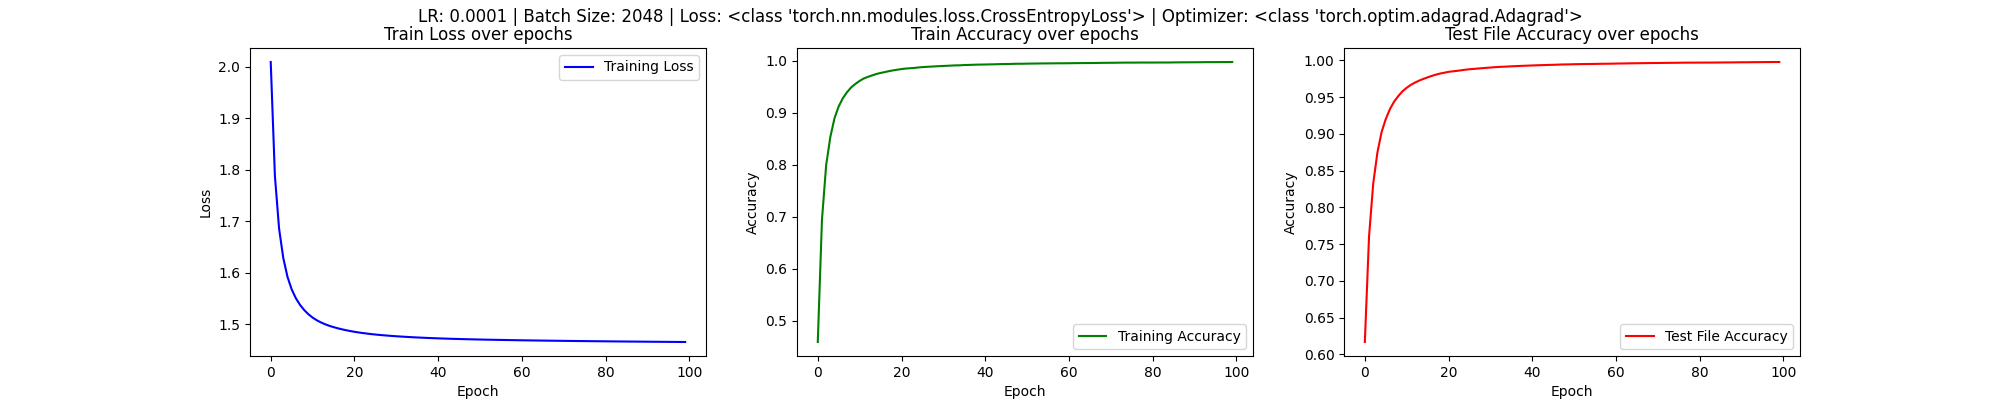 LR: 0.0001 | Batch Size: 2048 | Loss: <class 'torch.nn.modules.loss.CrossEntropyLoss'> | Optimizer: <class 'torch.optim.adagrad.Adagrad'>
Train Loss over epochs
Training Loss
2.0
1.9
1.8
1.7
1.6
1.5
Loss
0 20 40 60 80 100
Epoch
Train Accuracy over epochs
1.0
0.9
0.8
0.7
0.6
0.5
Accuracy
Training Accuracy
0 20 40 60 80 100
Epoch
Test File Accuracy over epochs
1.00
0.95
0.90
0.85
0.80
0.75
0.70
0.65
0.60
Accuracy
Test File Accuracy
0 20 40 60 80 100
Epoch